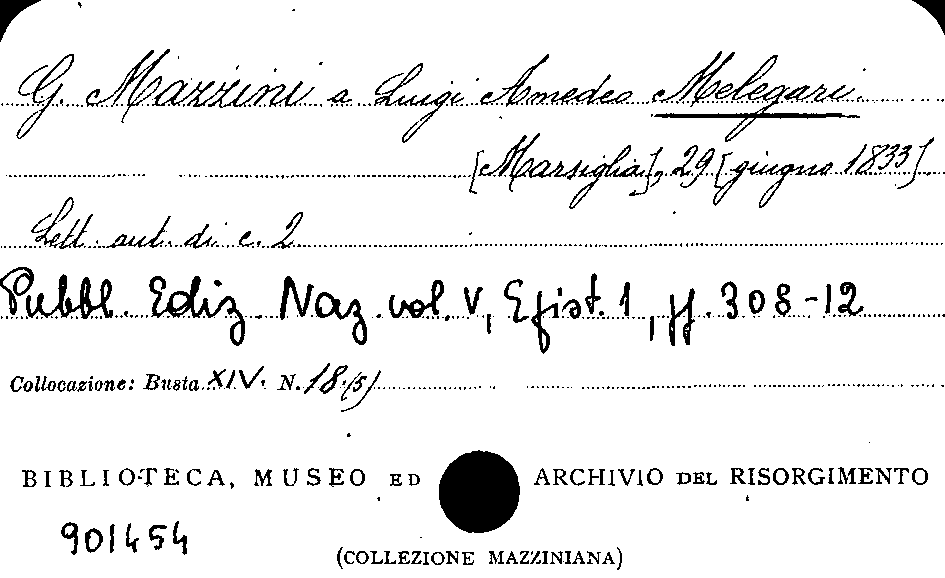 G. Mazzini a Luigi Amedeo Melegari.
[Marsiglia], 29 [giugno 1833]
Lett. aut. di c. 2
Pubbl. Ediz. Naz. vol. V, Epist. 1, pp. 308-12
Collocazione: Busta XIV. N. 18.(5)
BIBLIOTECA, MUSEO ED ARCHIVIO DEL RISORGIMENTO
901454
(COLLEZIONE MAZZINIANA)